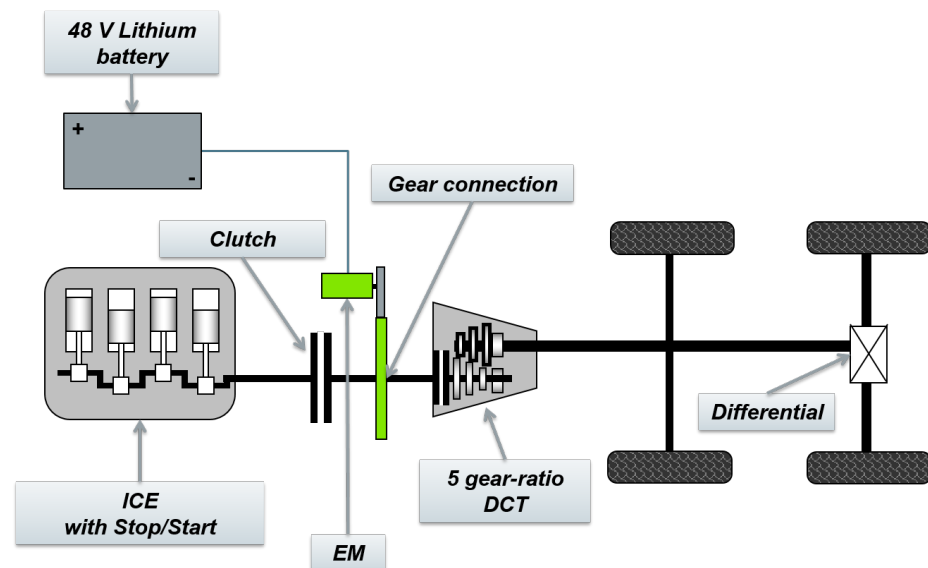 48 V Lithium
battery
+
-
Gear connection
Clutch
Differential
5 gear-ratio
DCT
ICE
with Stop/Start
EM